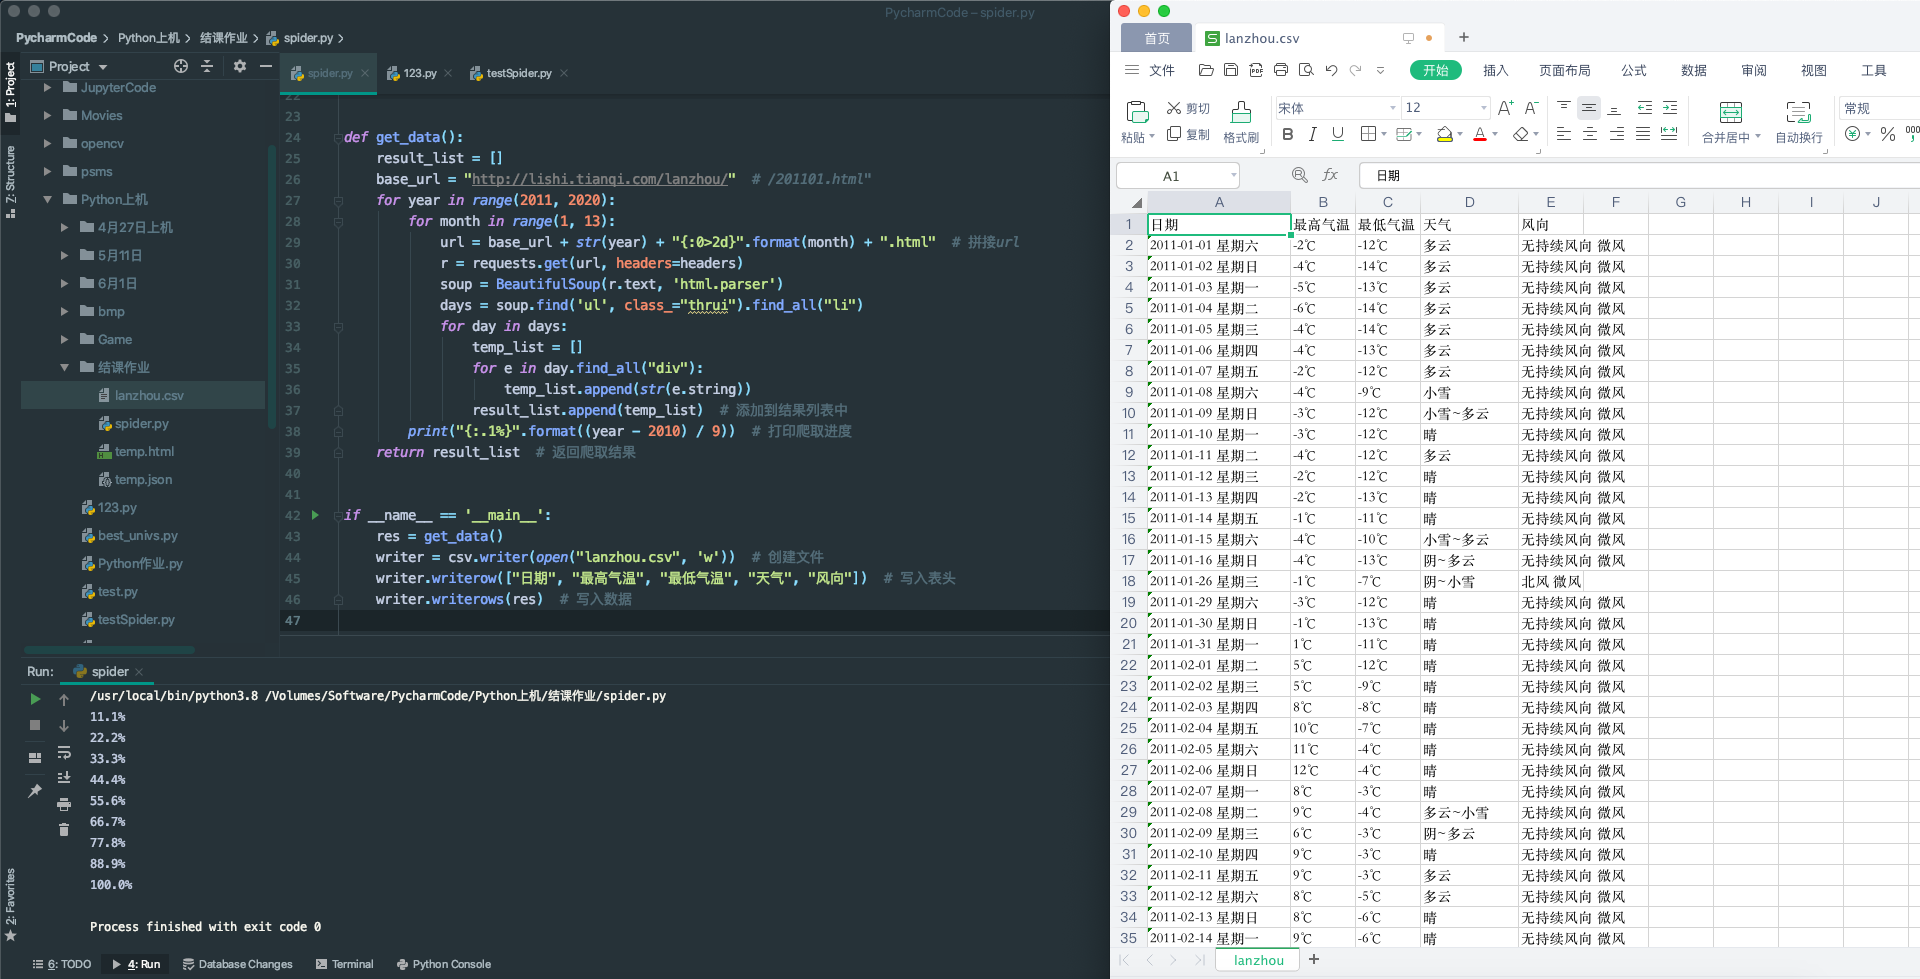 PycharmCode – spider.py
PycharmCode > Python上机 > 结课作业 > spider.py >
Project
spider.py
123.py
testSpider.py
1: Project
Z: Structure
2: Favorites
JupyterCode
Movies
opencv
psms
Python上机
4月27日上机
5月11日
6月1日
bmp
Game
结课作业
lanzhou.csv
spider.py
temp.html
temp.json
123.py
best_univs.py
Python作业.py
test.py
testSpider.py
22
23
24 def get_data():
25 result_list = []
26 base_url = "http://lishi.tianqi.com/lanzhou/" # /201101.html"
27 for year in range(2011, 2020):
28 for month in range(1, 13):
29 url = base_url + str(year) + "{:0>2d}".format(month) + ".html" # 拼接url
30 r = requests.get(url, headers=headers)
31 soup = BeautifulSoup(r.text, 'html.parser')
32 days = soup.find('ul', class_="thrui").find_all("li")
33 for day in days:
34 temp_list = []
35 for e in day.find_all("div"):
36 temp_list.append(str(e.string))
37 result_list.append(temp_list) # 添加到结果列表中
38 print("{:.1%}".format((year - 2010) / 9)) # 打印爬取进度
39 return result_list # 返回爬取结果
40
41
42 if __name__ == '__main__':
43 res = get_data()
44 writer = csv.writer(open("lanzhou.csv", 'w')) # 创建文件
45 writer.writerow(["日期", "最高气温", "最低气温", "天气", "风向"]) # 写入表头
46 writer.writerows(res) # 写入数据
47
Run: spider
/usr/local/bin/python3.8 /Volumes/Software/PycharmCode/Python上机/结课作业/spider.py
11.1%
22.2%
33.3%
44.4%
55.6%
66.7%
77.8%
88.9%
100.0%
Process finished with exit code 0
6: TODO
4: Run
Database Changes
Terminal
Python Console
首页
S lanzhou.csv
+
文件
开始 插入 页面布局 公式 数据 审阅 视图 工具
粘贴
剪切
复制
格式刷
宋体 12 A+ A-
B I U
合并居中
自动换行
常规
¥ % 000
A1 fx 日期
A B C D E F G H I J
1 日期 最高气温 最低气温 天气 风向
2 2011-01-01 星期六 -2℃ -12℃ 多云 无持续风向 微风
3 2011-01-02 星期日 -4℃ -14℃ 多云 无持续风向 微风
4 2011-01-03 星期一 -5℃ -13℃ 多云 无持续风向 微风
5 2011-01-04 星期二 -6℃ -14℃ 多云 无持续风向 微风
6 2011-01-05 星期三 -4℃ -14℃ 多云 无持续风向 微风
7 2011-01-06 星期四 -4℃ -13℃ 多云 无持续风向 微风
8 2011-01-07 星期五 -2℃ -12℃ 多云 无持续风向 微风
9 2011-01-08 星期六 -4℃ -9℃ 小雪 无持续风向 微风
10 2011-01-09 星期日 -3℃ -12℃ 小雪~多云 无持续风向 微风
11 2011-01-10 星期一 -3℃ -12℃ 晴 无持续风向 微风
12 2011-01-11 星期二 -4℃ -12℃ 多云 无持续风向 微风
13 2011-01-12 星期三 -2℃ -12℃ 晴 无持续风向 微风
14 2011-01-13 星期四 -2℃ -13℃ 晴 无持续风向 微风
15 2011-01-14 星期五 -1℃ -11℃ 晴 无持续风向 微风
16 2011-01-15 星期六 -4℃ -10℃ 小雪~多云 无持续风向 微风
17 2011-01-16 星期日 -4℃ -13℃ 阴~多云 无持续风向 微风
18 2011-01-26 星期三 -1℃ -7℃ 阴~小雪 北风 微风
19 2011-01-29 星期六 -3℃ -12℃ 晴 无持续风向 微风
20 2011-01-30 星期日 -1℃ -13℃ 晴 无持续风向 微风
21 2011-01-31 星期一 1℃ -11℃ 晴 无持续风向 微风
22 2011-02-01 星期二 5℃ -12℃ 晴 无持续风向 微风
23 2011-02-02 星期三 5℃ -9℃ 晴 无持续风向 微风
24 2011-02-03 星期四 8℃ -8℃ 晴 无持续风向 微风
25 2011-02-04 星期五 10℃ -7℃ 晴 无持续风向 微风
26 2011-02-05 星期六 11℃ -4℃ 晴 无持续风向 微风
27 2011-02-06 星期日 12℃ -4℃ 晴 无持续风向 微风
28 2011-02-07 星期一 8℃ -3℃ 晴 无持续风向 微风
29 2011-02-08 星期二 9℃ -4℃ 多云~小雪 无持续风向 微风
30 2011-02-09 星期三 6℃ -3℃ 阴~多云 无持续风向 微风
31 2011-02-10 星期四 9℃ -3℃ 晴 无持续风向 微风
32 2011-02-11 星期五 9℃ -3℃ 多云 无持续风向 微风
33 2011-02-12 星期六 8℃ -5℃ 多云 无持续风向 微风
34 2011-02-13 星期日 8℃ -6℃ 晴 无持续风向 微风
35 2011-02-14 星期一 9℃ -6℃ 晴 无持续风向 微风
lanzhou +